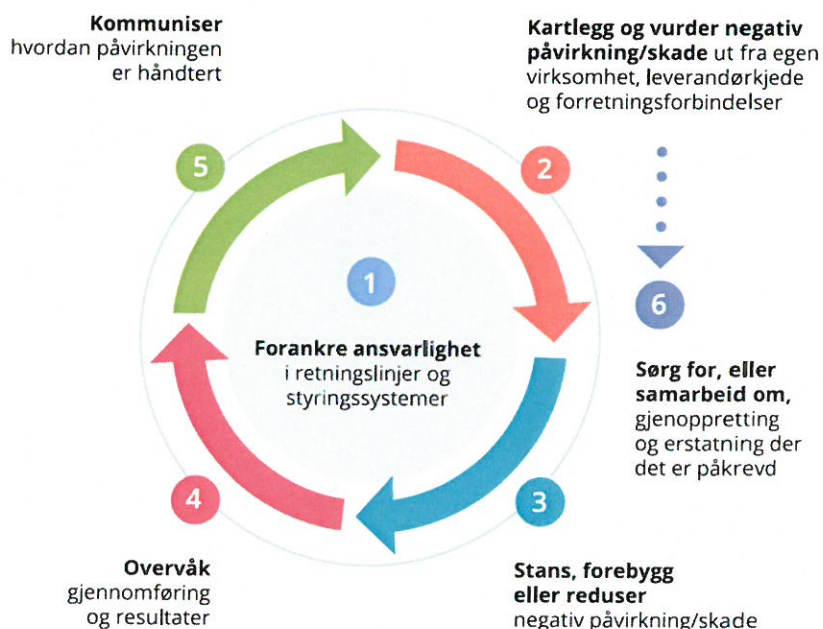 Kommuniser
hvordan påvirkningen
er håndtert
5
Kartlegg og vurder negativ
påvirkning/skade ut fra egen
virksomhet, leverandørkjede
og forretningsforbindelser
2
1
Forankre ansvarlighet
i retningslinjer og
styringssystemer
6
Sørg for, eller
samarbeid om,
gjenoppretting
og erstatning der
det er påkrevd
4
Overvåk
gjennomføring
og resultater
3
Stans, forebygg
eller reduser
negativ påvirkning/skade